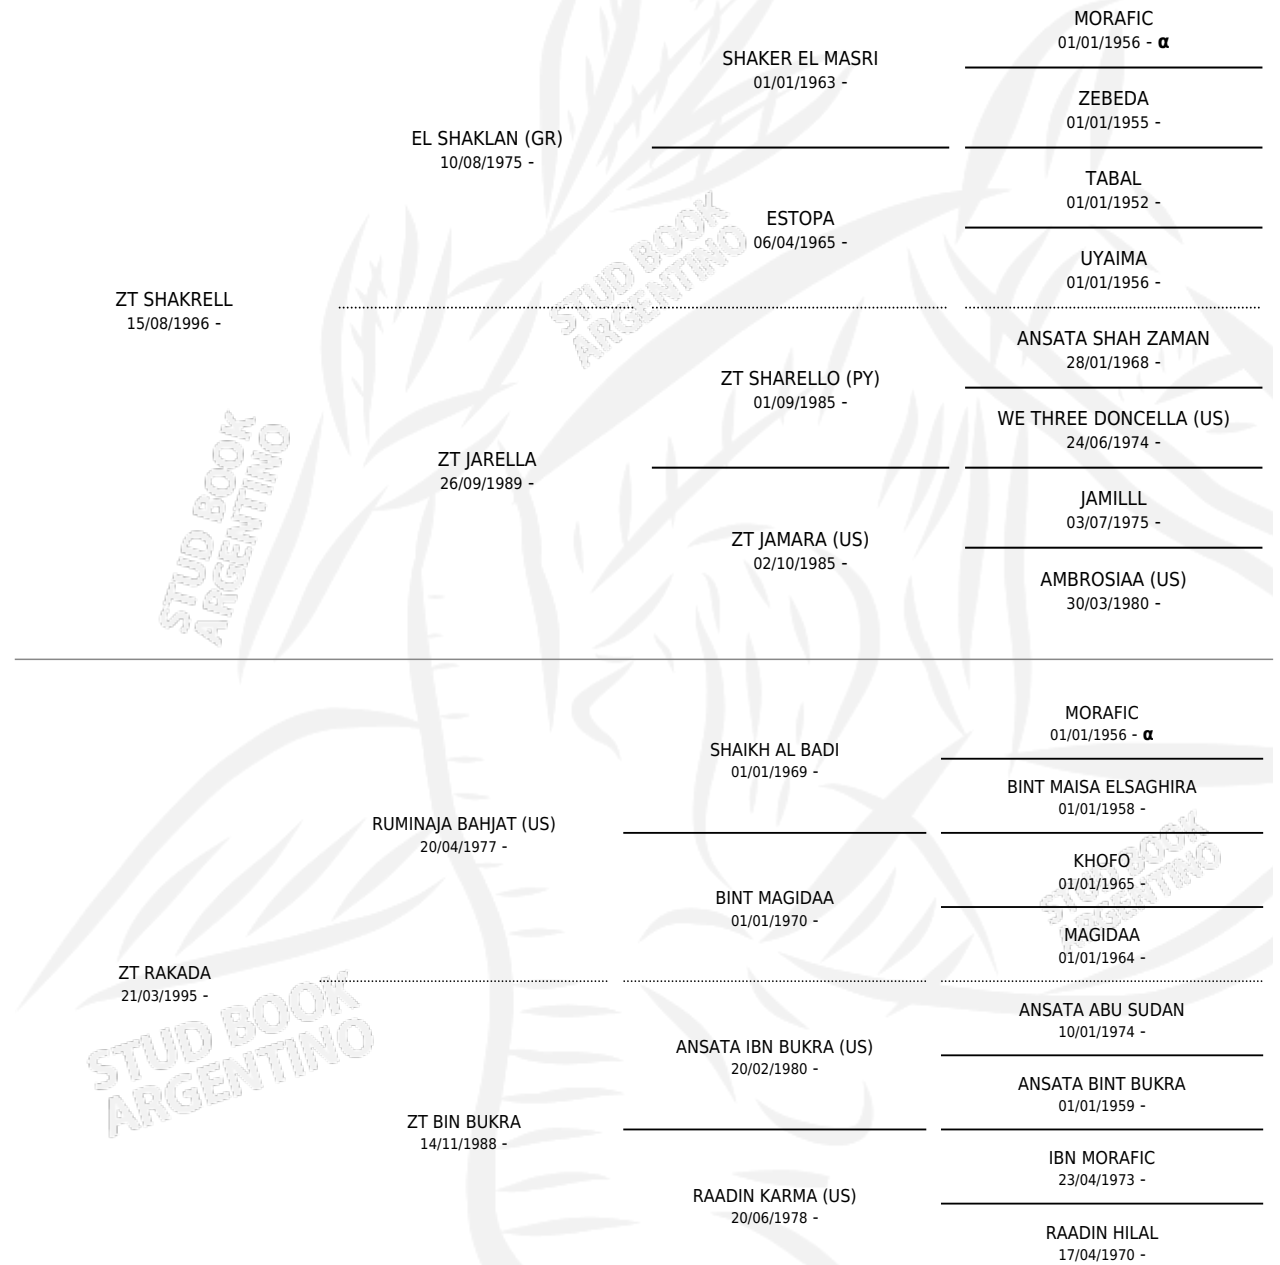 MORAFIC
01/01/1956 - α
SHAKER EL MASRI
01/01/1963 -
ZEBEDA
01/01/1955 -
EL SHAKLAN (GR)
10/08/1975 -
TABAL
01/01/1952 -
ESTOPA
06/04/1965 -
UYAIMA
01/01/1956 -
ZT SHAKRELL
15/08/1996 -
ANSATA SHAH ZAMAN
28/01/1968 -
ZT SHARELLO (PY)
01/09/1985 -
WE THREE DONCELLA (US)
24/06/1974 -
ZT JARELLA
26/09/1989 -
JAMILLL
03/07/1975 -
ZT JAMARA (US)
02/10/1985 -
AMBROSIAA (US)
30/03/1980 -
STUD BOOK
ARGENTINO
STUD BOOK
ARGENTINO
MORAFIC
01/01/1956 - α
SHAIKH AL BADI
01/01/1969 -
BINT MAISA ELSAGHIRA
01/01/1958 -
RUMINAJA BAHJAT (US)
20/04/1977 -
KHOFO
01/01/1965 -
BINT MAGIDAA
01/01/1970 -
MAGIDAA
01/01/1964 -
ZT RAKADA
21/03/1995 -
ANSATA ABU SUDAN
10/01/1974 -
ANSATA IBN BUKRA (US)
20/02/1980 -
ANSATA BINT BUKRA
01/01/1959 -
ZT BIN BUKRA
14/11/1988 -
IBN MORAFIC
23/04/1973 -
RAADIN KARMA (US)
20/06/1978 -
RAADIN HILAL
17/04/1970 -
STUD BOOK
ARGENTINO
STUD BOOK
ARGENTINO